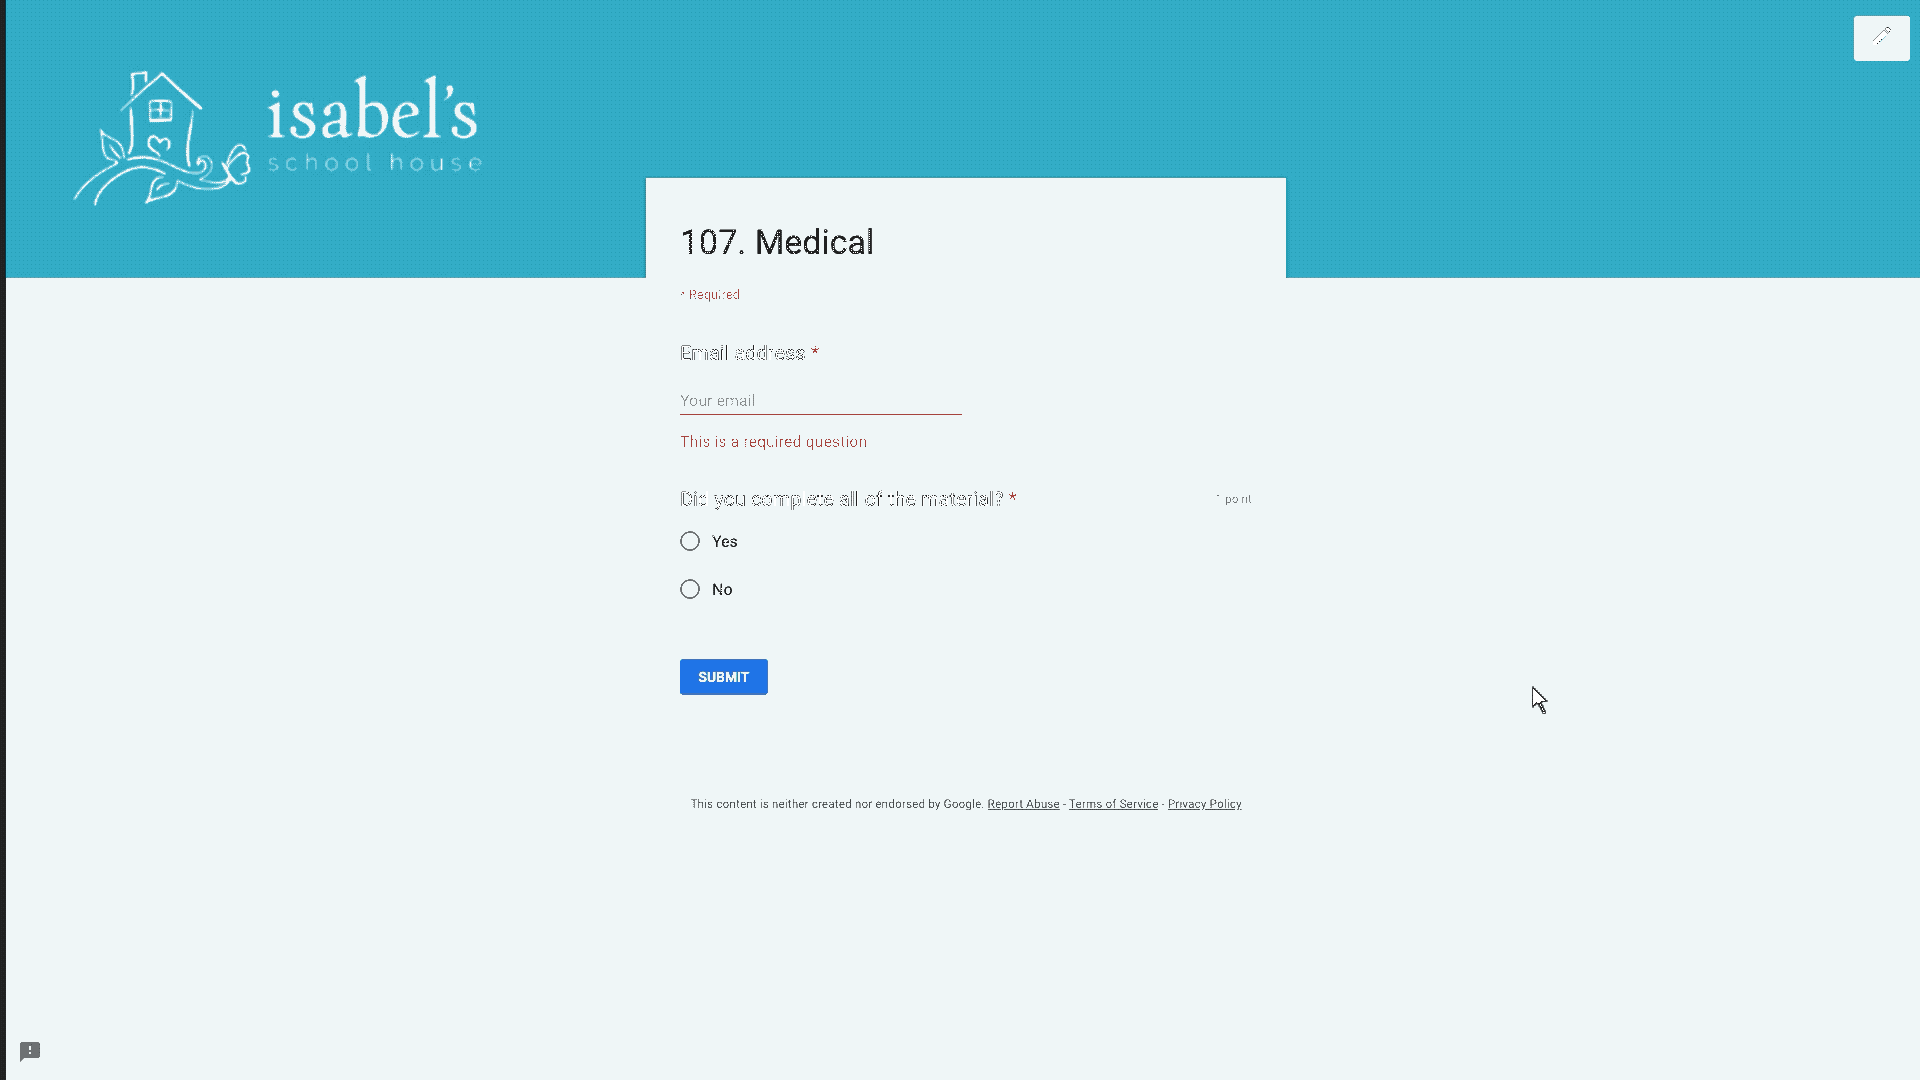 isabel's
school house
107. Medical
* Required
Email address *
Your email
This is a required question
Did you complete all of the material? *
1 point
Yes
No
SUBMIT
This content is neither created nor endorsed by Google. Report Abuse - Terms of Service - Privacy Policy